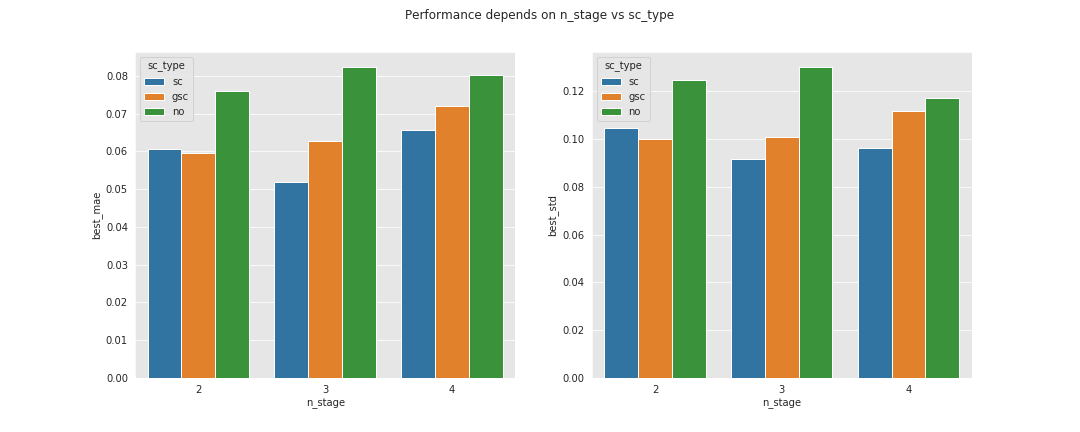 Performance depends on n_stage vs sc_type
best_mae
0.08
0.07
0.06
0.05
0.04
0.03
0.02
0.01
0.00
sc_type
sc
gsc
no
2 3 4
n_stage
best_std
0.12
0.10
0.08
0.06
0.04
0.02
0.00
sc_type
sc
gsc
no
2 3 4
n_stage